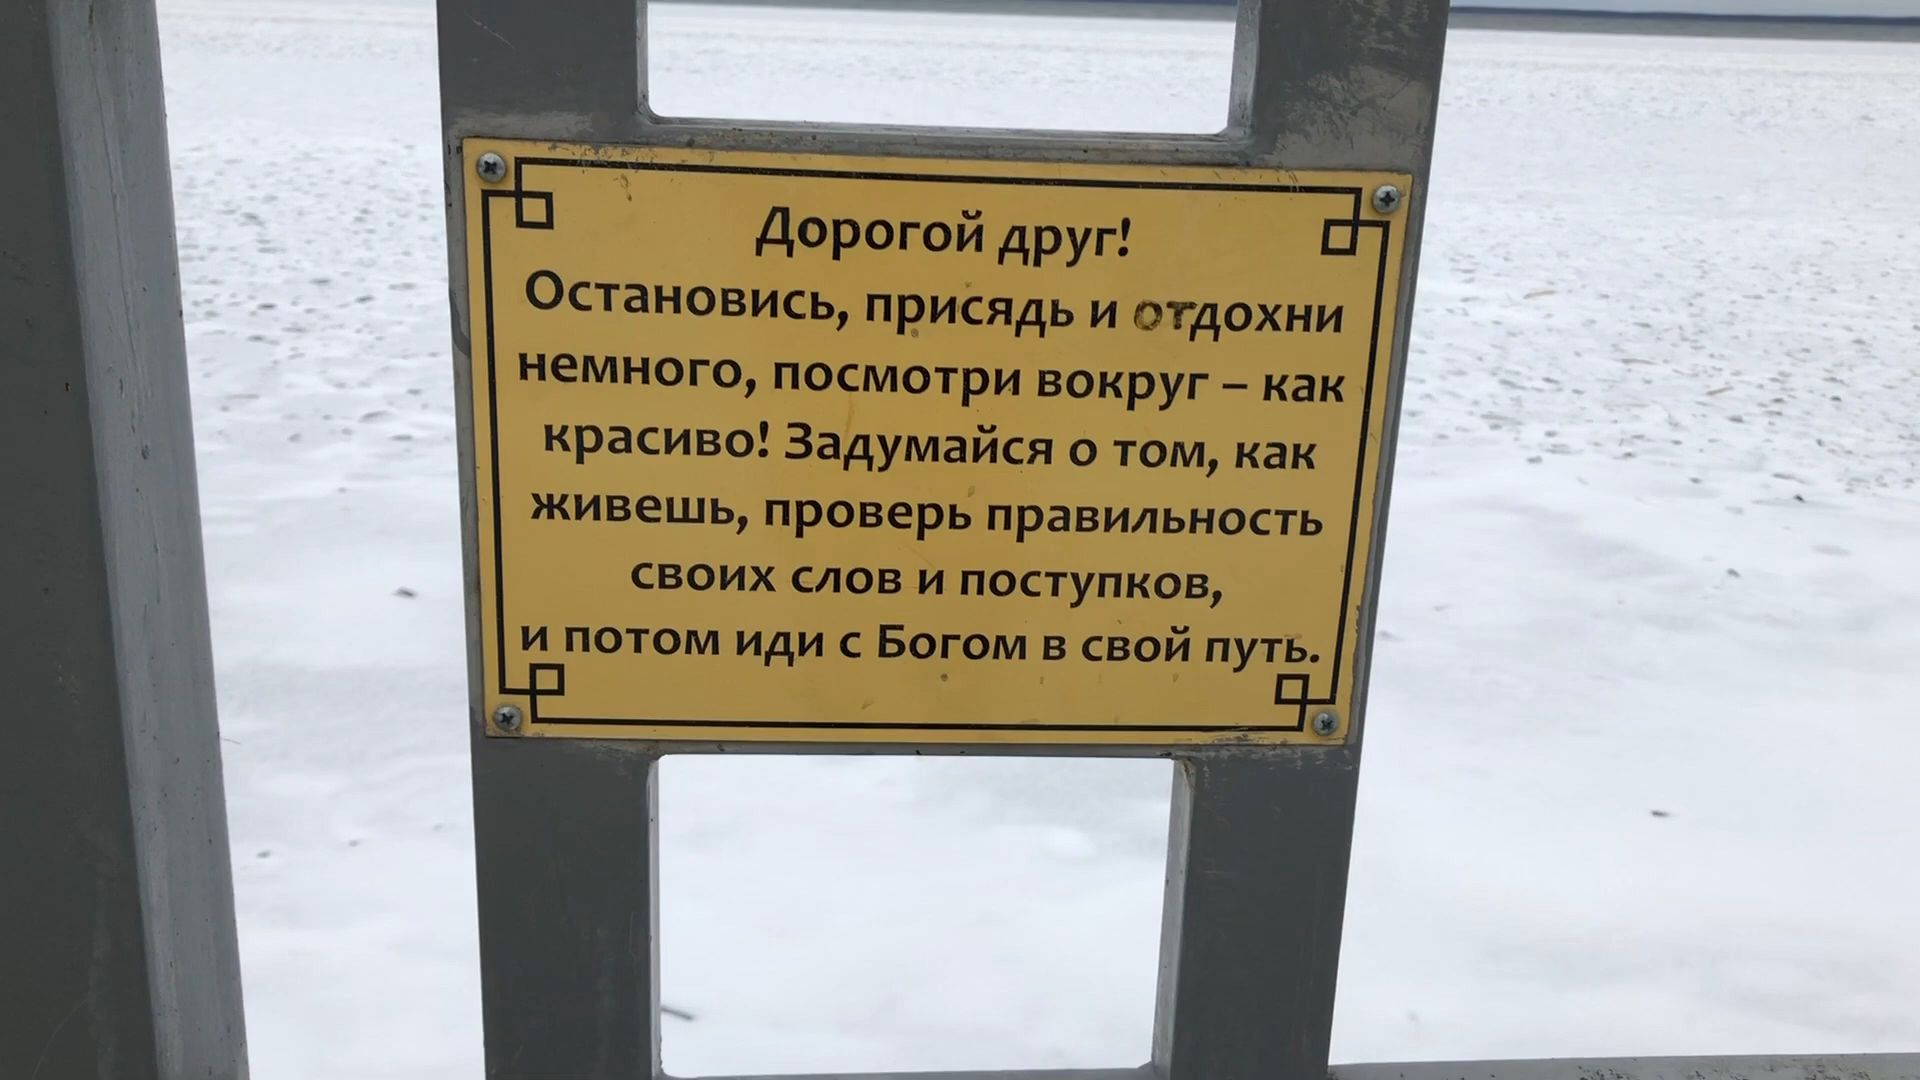 Дорогой друг!
Остановись, присядь и отдохни
немного, посмотри вокруг – как
красиво! Задумайся о том, как
живешь, проверь правильность
своих слов и поступков,
и потом иди с Богом в свой путь.